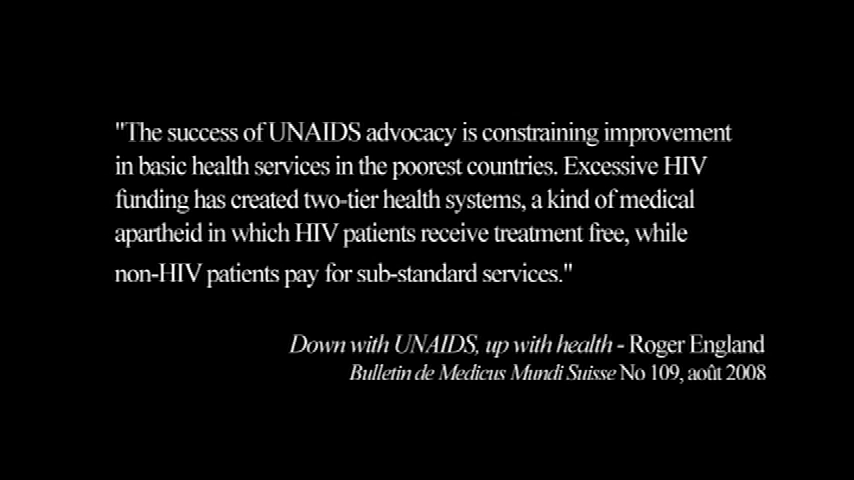 "The success of UNAIDS advocacy is constraining improvement
in basic health services in the poorest countries. Excessive HIV
funding has created two-tier health systems, a kind of medical
apartheid in which HIV patients receive treatment free, while
non-HIV patients pay for sub-standard services."
Down with UNAIDS, up with health - Roger England
Bulletin de Medicus Mundi Suisse No 109, août 2008